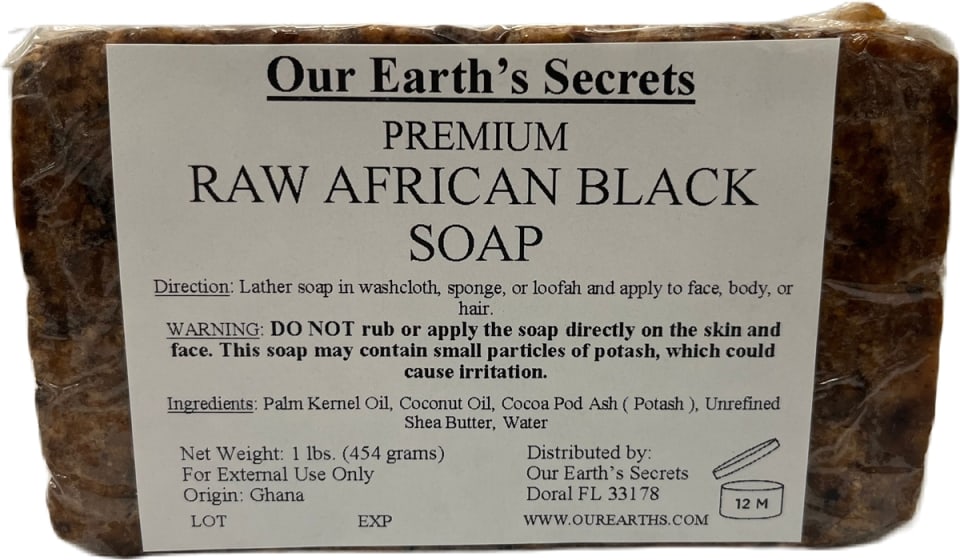 Our Earth's Secrets
PREMIUM
RAW AFRICAN BLACK
SOAP
Direction: Lather soap in washcloth, sponge, or loofah and apply to face, body, or
hair.
WARNING: DO NOT rub or apply the soap directly on the skin and
face. This soap may contain small particles of potash, which could
cause irritation.
Ingredients: Palm Kernel Oil, Coconut Oil, Cocoa Pod Ash ( Potash ), Unrefined
Shea Butter, Water
Net Weight: 1 lbs. (454 grams)
For External Use Only
Origin: Ghana
LOT EXP
Distributed by:
Our Earth's Secrets
Doral FL 33178
WWW.OUREARTHS.COM
12 M